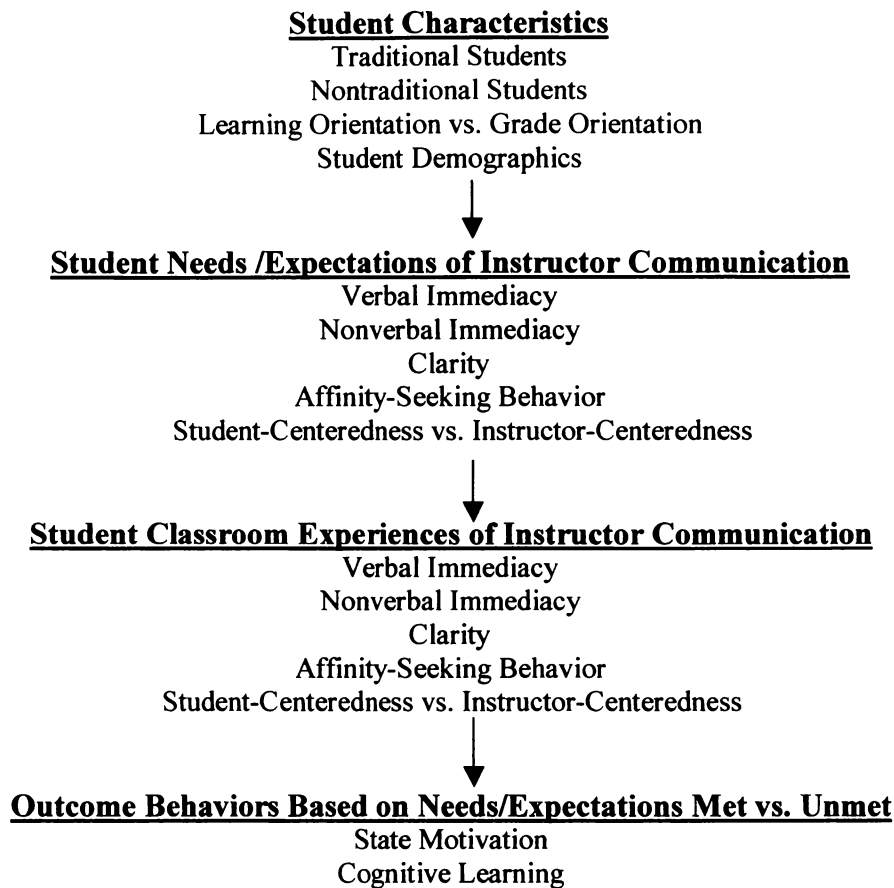 Student Characteristics
Traditional Students
Nontraditional Students
Learning Orientation vs. Grade Orientation
Student Demographics
Student Needs /Expectations of Instructor Communication
Verbal Immediacy
Nonverbal Immediacy
Clarity
Affinity-Seeking Behavior
Student-Centeredness vs. Instructor-Centeredness
Student Classroom Experiences of Instructor Communication
Verbal Immediacy
Nonverbal Immediacy
Clarity
Affinity-Seeking Behavior
Student-Centeredness vs. Instructor-Centeredness
Outcome Behaviors Based on Needs/Expectations Met vs. Unmet
State Motivation
Cognitive Learning